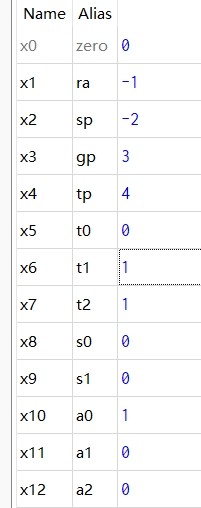 Name Alias
x0 zero 0
x1 ra -1
x2 sp -2
x3 gp 3
x4 tp 4
x5 t0 0
x6 t1 1
x7 t2 1
x8 s0 0
x9 s1 0
x10 a0 1
x11 a1 0
x12 a2 0